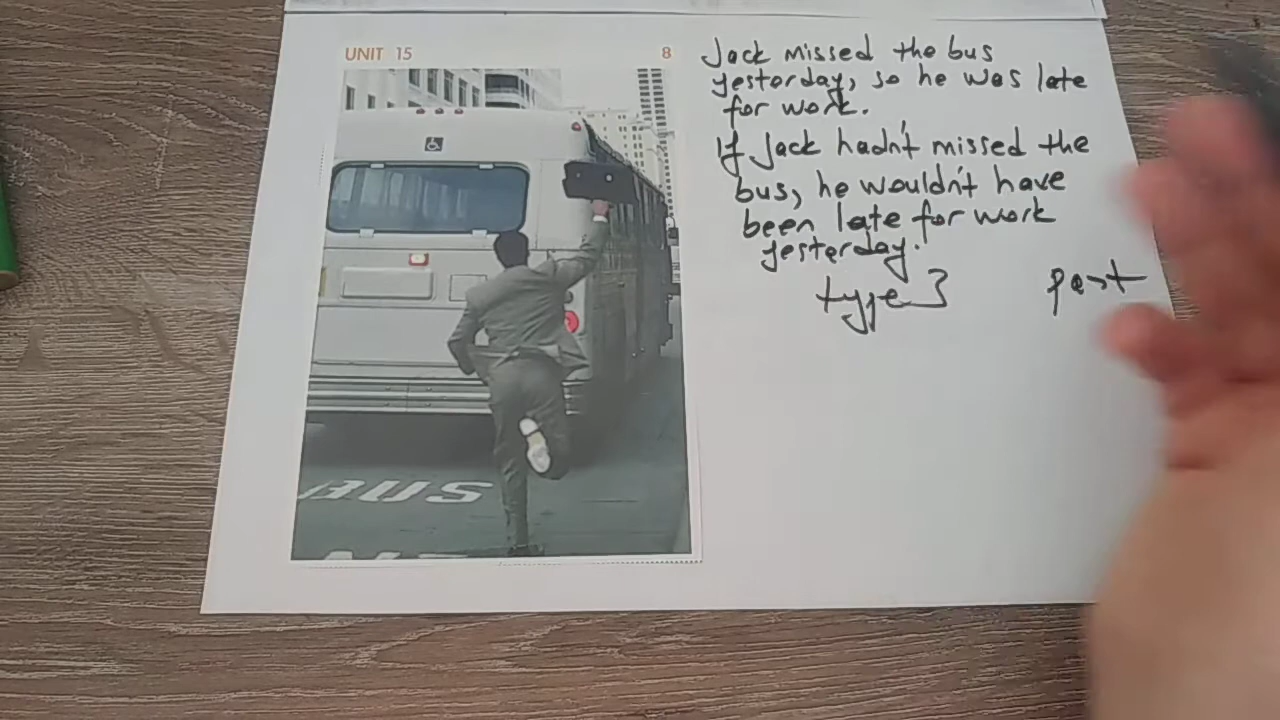 UNIT 15 8
Jack missed the bus
yesterday, so he was late
for work.
If Jack hadn't missed the
bus, he wouldn't have
been late for work
yesterday.
type 3 past
BUS